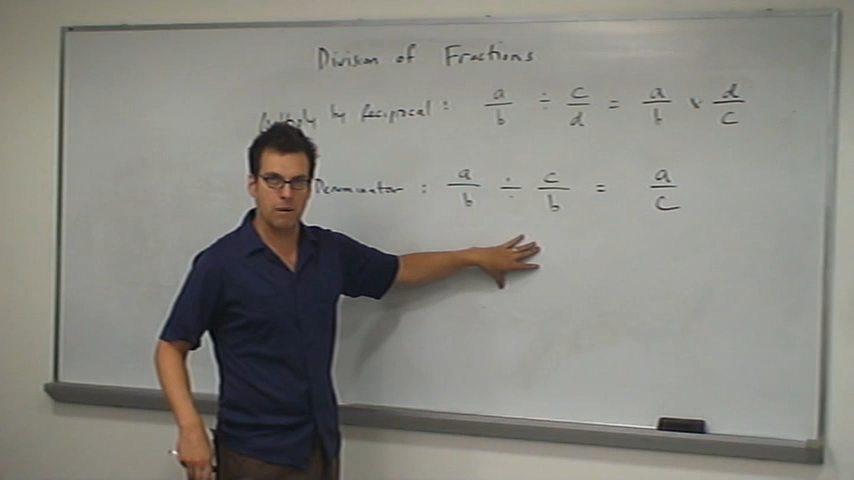 Division of Fractions
Multiply by Reciprocal : a/b ÷ c/d = a/b × d/c
Denominator : a/b ÷ c/b = a/c